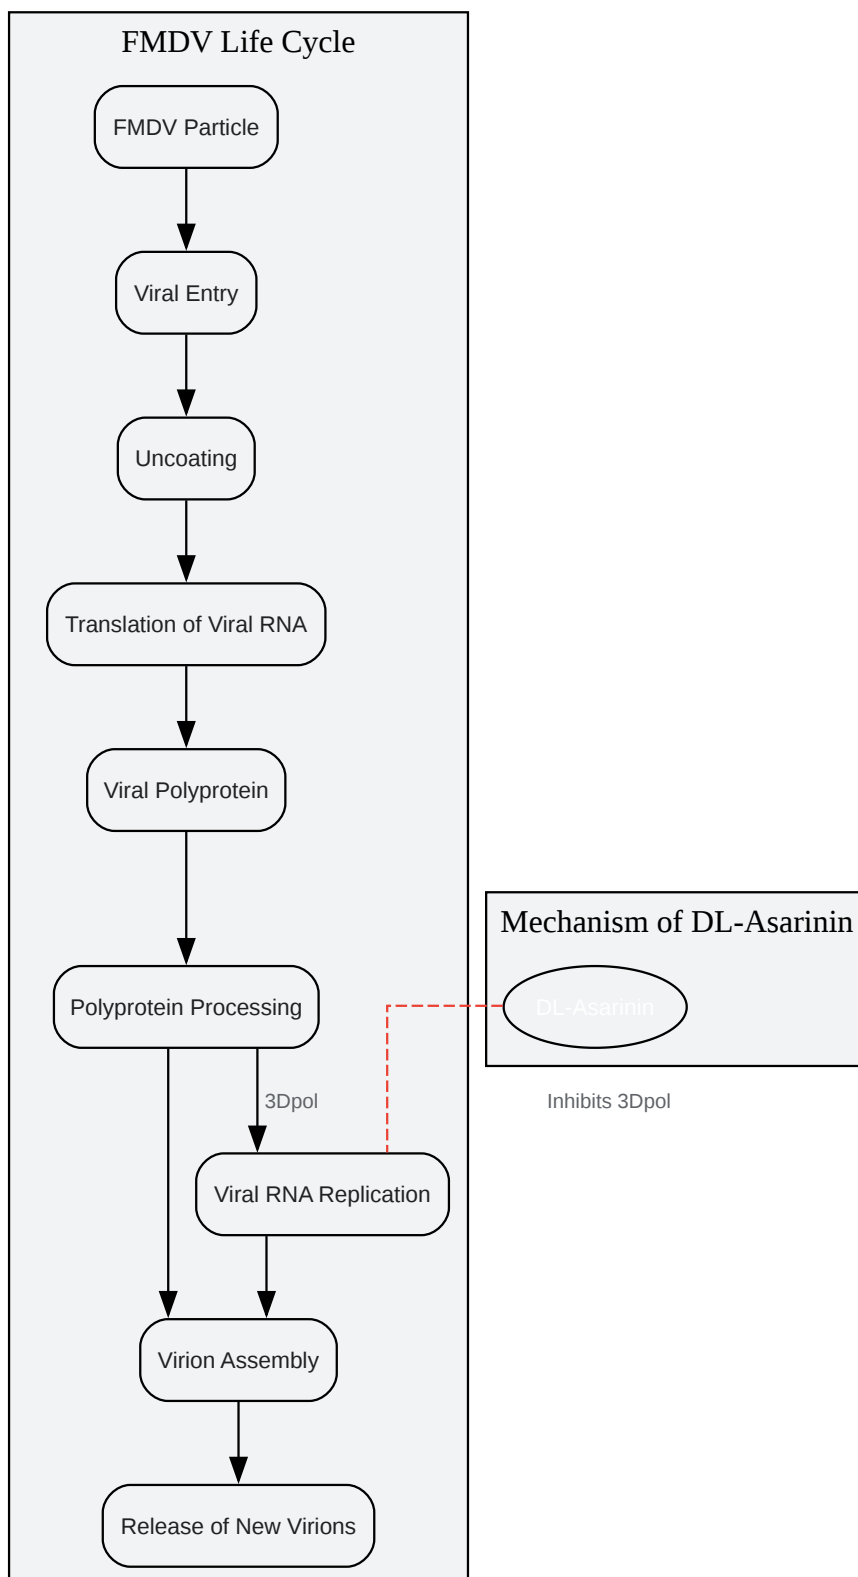 FMDV Life Cycle
FMDV Particle
Viral Entry
Uncoating
Translation of Viral RNA
Viral Polyprotein
Mechanism of DL-Asarinin
Polyprotein Processing
DL-Asarinin
3Dpol
Inhibits 3Dpol
Viral RNA Replication
Virion Assembly
Release of New Virions